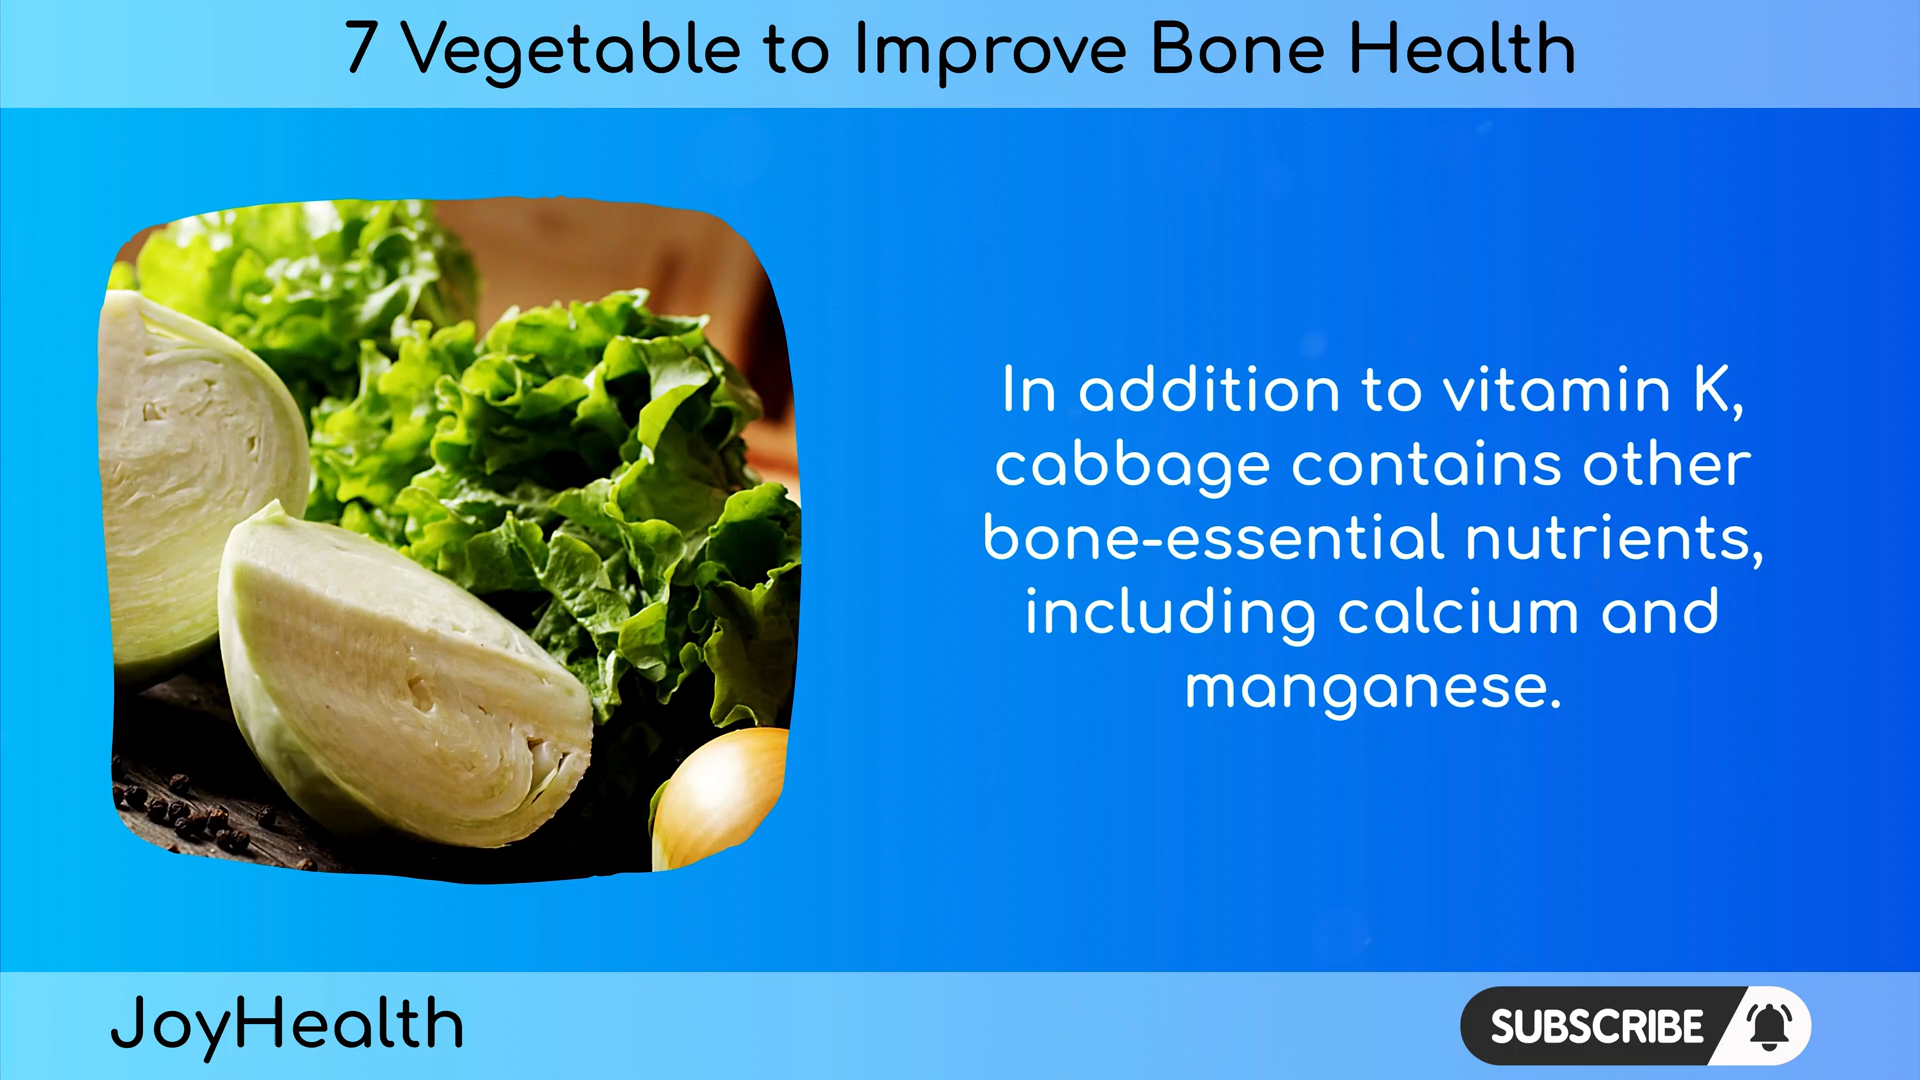 7 Vegetable to Improve Bone Health
In addition to vitamin K,
cabbage contains other
bone-essential nutrients,
including calcium and
manganese.
JoyHealth
SUBSCRIBE